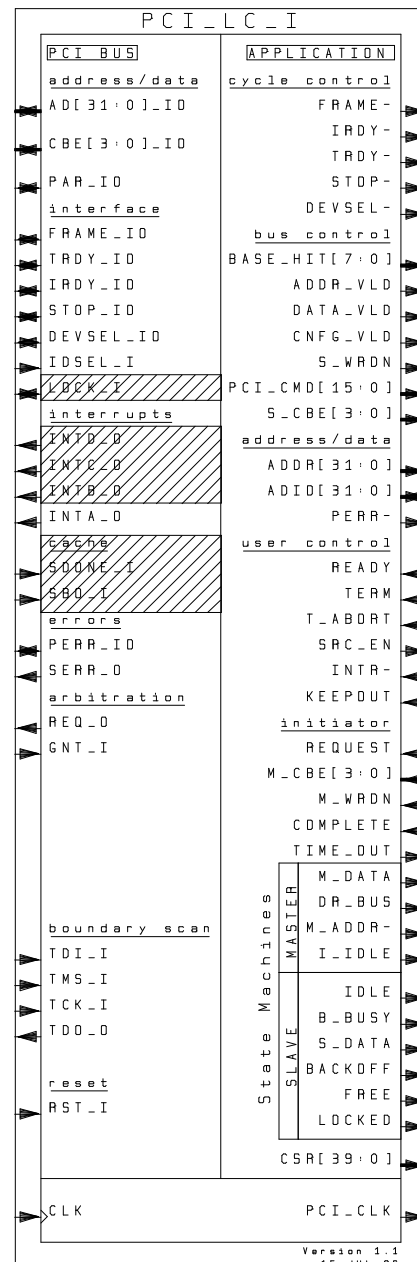 PCI_LC_I
PCI BUS
address/data
AD[31:0]_IO
CBE[3:0]_IO
PAR_IO
interface
FRAME_IO
TRDY_IO
IRDY_IO
STOP_IO
DEVSEL_IO
IDSEL_I
LOCK_I
interrupts
INTD_O
INTC_O
INTB_O
INTA_O
cache
SDONE_I
SBO_I
errors
PERR_IO
SERR_O
arbitration
REQ_O
GNT_I
boundary scan
TDI_I
TMS_I
TCK_I
TDO_O
reset
RST_I
CLK
APPLICATION
cycle control
FRAME-
IRDY-
TRDY-
STOP-
DEVSEL-
bus control
BASE_HIT[7:0]
ADDR_VLD
DATA_VLD
CNFG_VLD
S_WRDN
PCI_CMD[15:0]
S_CBE[3:0]
address/data
ADDR[31:0]
ADIO[31:0]
PERR-
user control
READY
TERM
T_ABORT
SRC_EN
INTR-
KEEPOUT
initiator
REQUEST
M_CBE[3:0]
M_WRDN
COMPLETE
TIME_OUT
State Machines
MASTER
M_DATA
DR_BUS
M_ADDR-
I_IDLE
SLAVE
IDLE
B_BUSY
S_DATA
BACKOFF
FREE
LOCKED
CSR[39:0]
PCI_CLK
Version 1.1